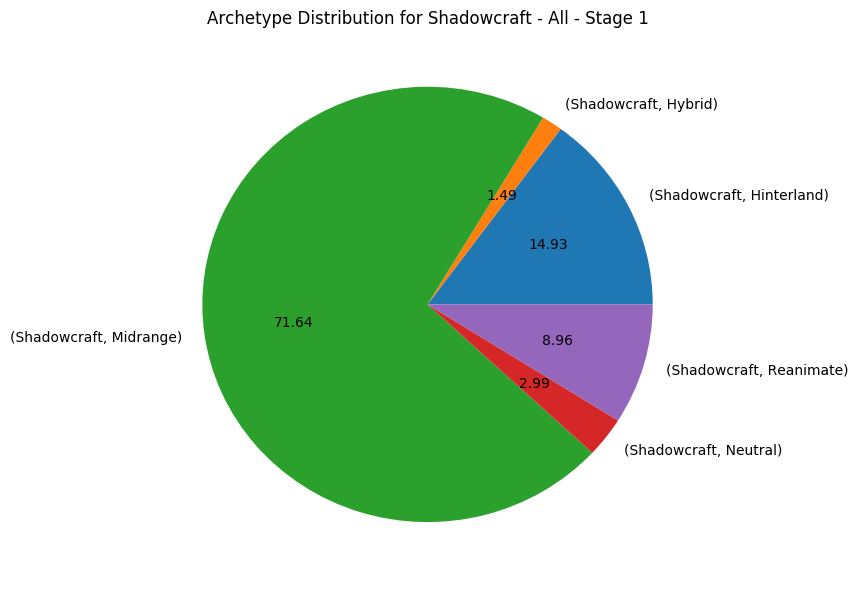 Archetype Distribution for Shadowcraft - All - Stage 1
(Shadowcraft, Hybrid)
1.49
(Shadowcraft, Hinterland)
14.93
71.64
(Shadowcraft, Midrange)
8.96
(Shadowcraft, Reanimate)
2.99
(Shadowcraft, Neutral)